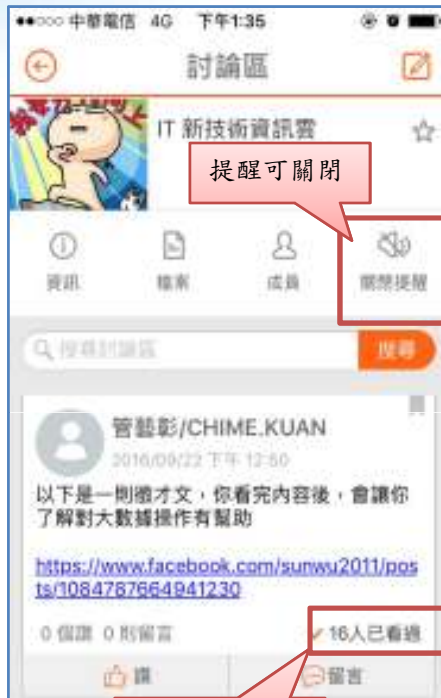 中華電信 4G 下午1:35
討論區
IT 新技術資訊雲
提醒可關閉
資訊 檔案 成員 關閉提醒
搜尋討論區 搜尋
管藝彰/CHIME.KUAN
2016/09/22 下午 12:50
以下是一則徵才文，你看完內容後，會讓你
了解對大數據操作有幫助
https://www.facebook.com/sunwu2011/pos
ts/1084787664941230
0 個讚 0 則留言 ✓ 16人已看過
讚 留言